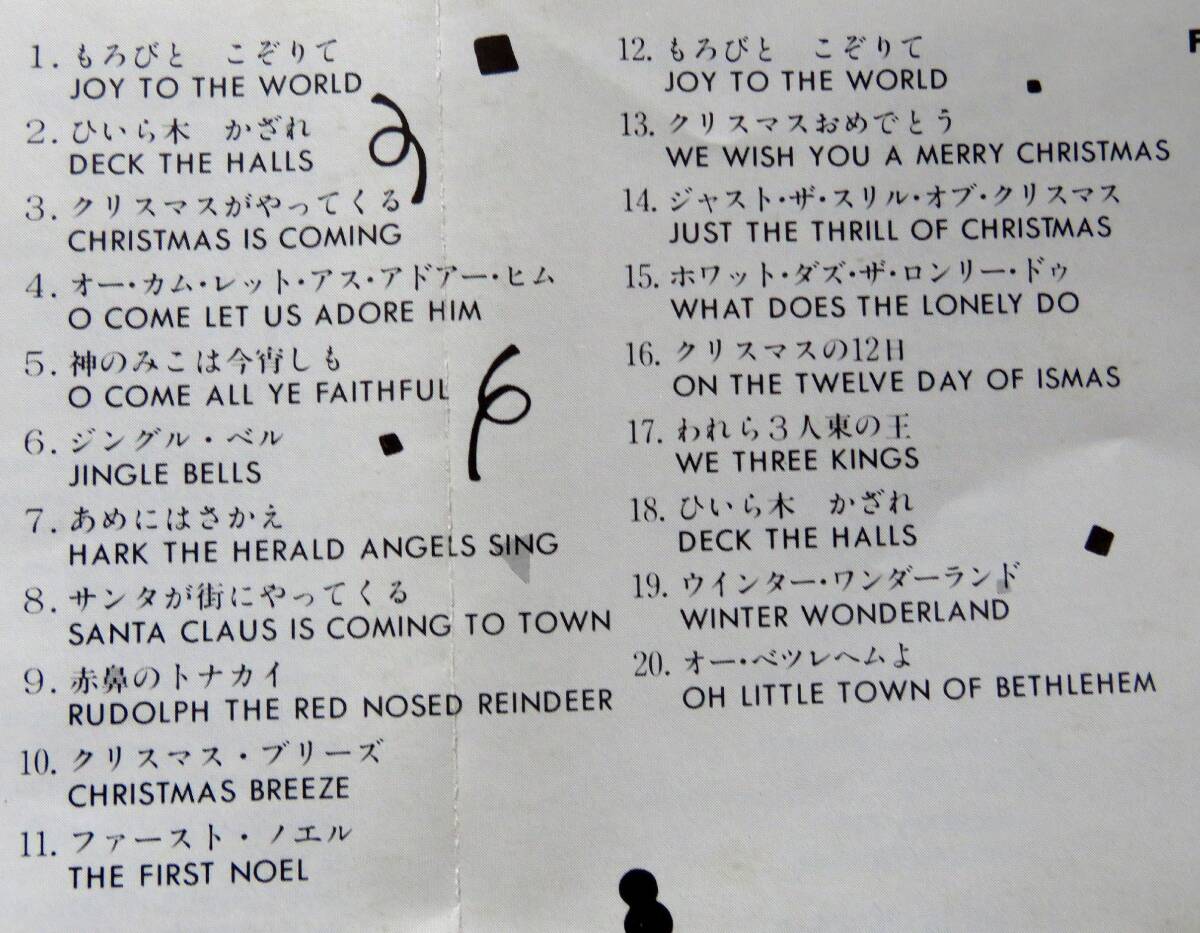 1. もろびと こぞりて
JOY TO THE WORLD
2. ひいら木 かざれ
DECK THE HALLS
3. クリスマスがやってくる
CHRISTMAS IS COMING
4. オー・カム・レット・アス・アドアー・ヒム
O COME LET US ADORE HIM
5. 神のみこは今宵しも
O COME ALL YE FAITHFUL
6. ジングル・ベル
JINGLE BELLS
7. あめにはさかえ
HARK THE HERALD ANGELS SING
8. サンタが街にやってくる
SANTA CLAUS IS COMING TO TOWN
9. 赤鼻のトナカイ
RUDOLPH THE RED NOSED REINDEER
10. クリスマス・ブリーズ
CHRISTMAS BREEZE
11. ファースト・ノエル
THE FIRST NOEL
12. もろびと こぞりて
JOY TO THE WORLD
13. クリスマスおめでとう
WE WISH YOU A MERRY CHRISTMAS
14. ジャスト・ザ・スリル・オブ・クリスマス
JUST THE THRILL OF CHRISTMAS
15. ホワット・ダズ・ザ・ロンリー・ドゥ
WHAT DOES THE LONELY DO
16. クリスマスの12日
ON THE TWELVE DAY OF ISMAS
17. われら3人東の王
WE THREE KINGS
18. ひいら木 かざれ
DECK THE HALLS
19. ウインター・ワンダーランド
WINTER WONDERLAND
20. オー・ベツレヘムよ
OH LITTLE TOWN OF BETHLEHEM